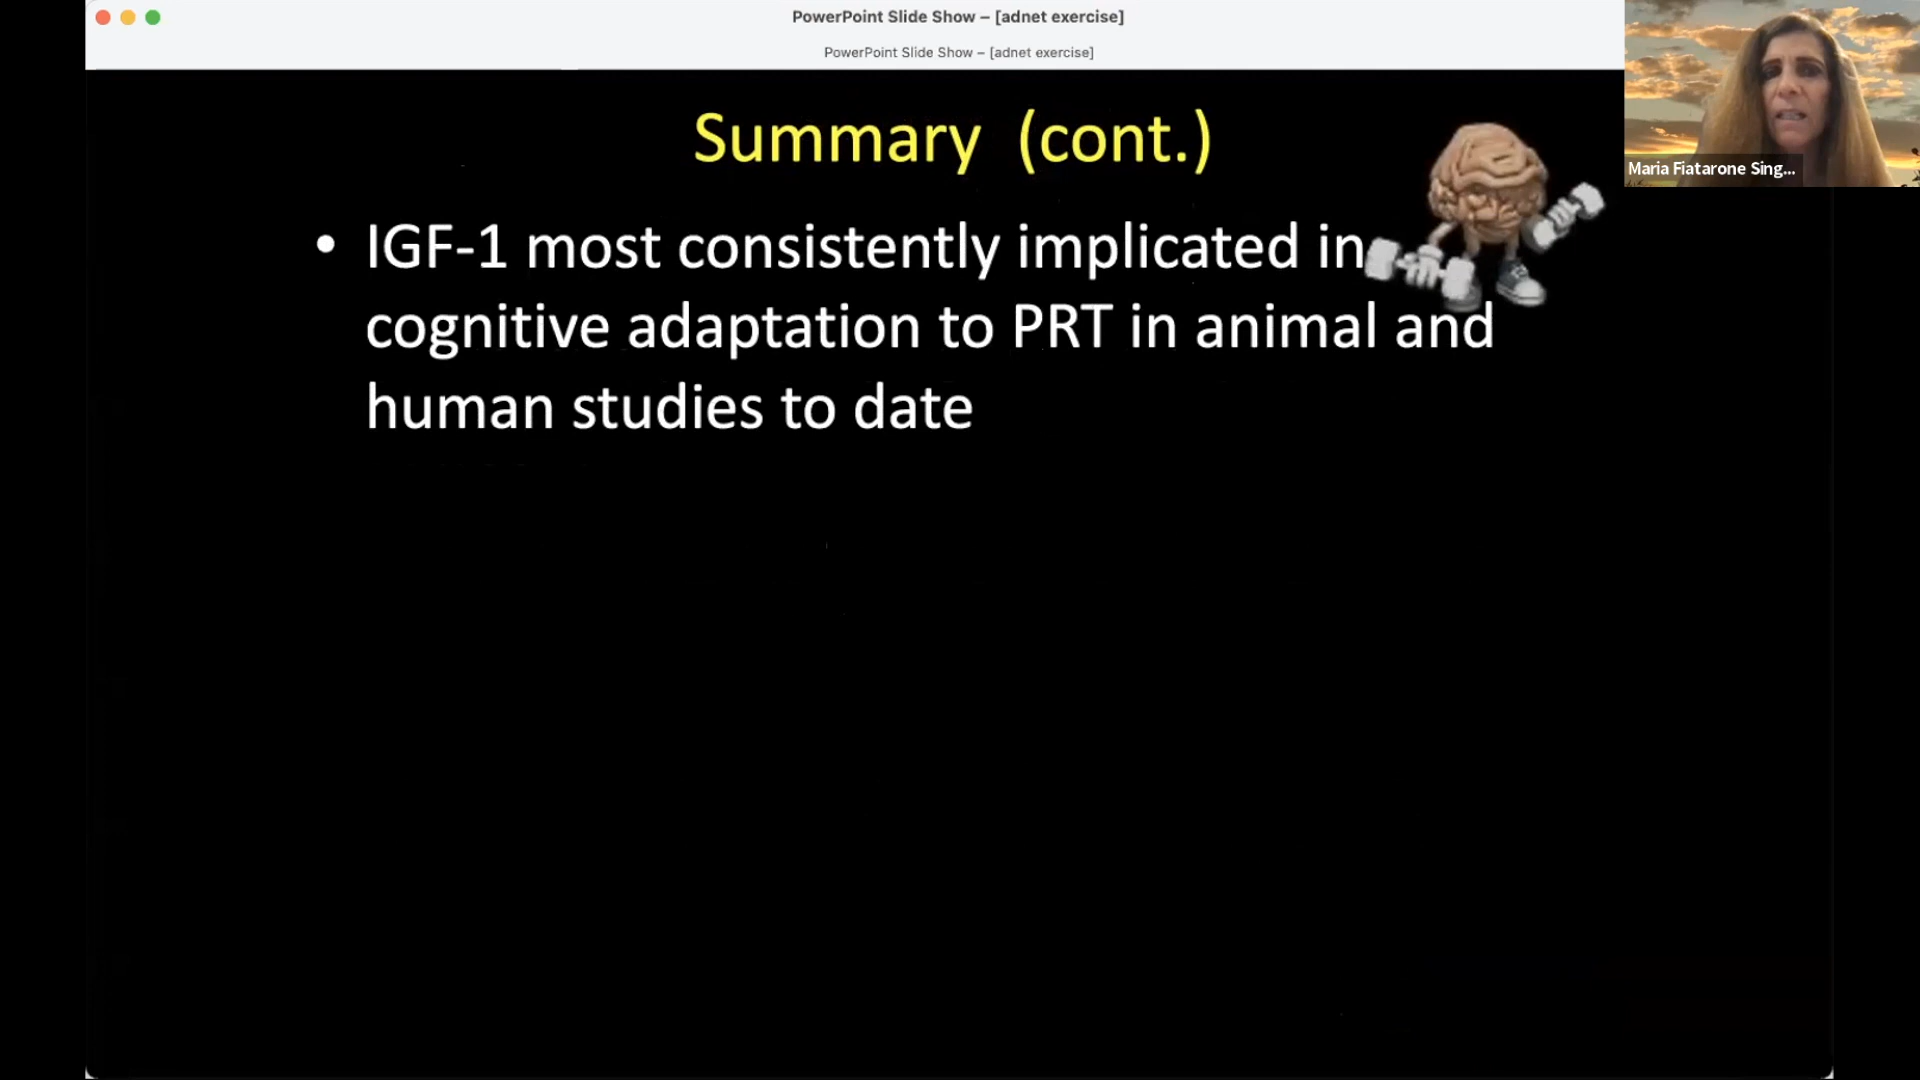 PowerPoint Slide Show – [adnet exercise]
PowerPoint Slide Show – [adnet exercise]
Maria Fiatarone Sing...
Summary (cont.)
• IGF-1 most consistently implicated in
cognitive adaptation to PRT in animal and
human studies to date